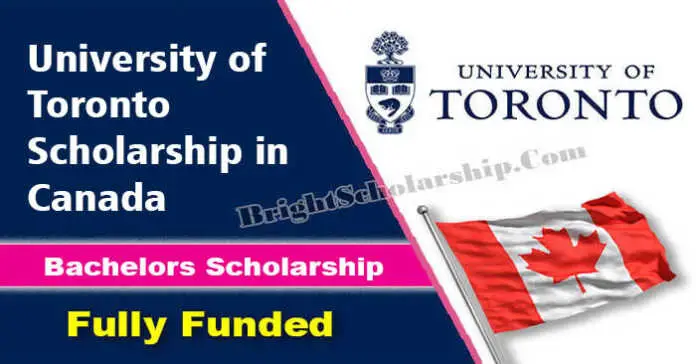 University of
Toronto
Scholarship in
Canada
Bachelors Scholarship
Fully Funded
UNIVERSITY OF
TORONTO
BrightScholarship.Com